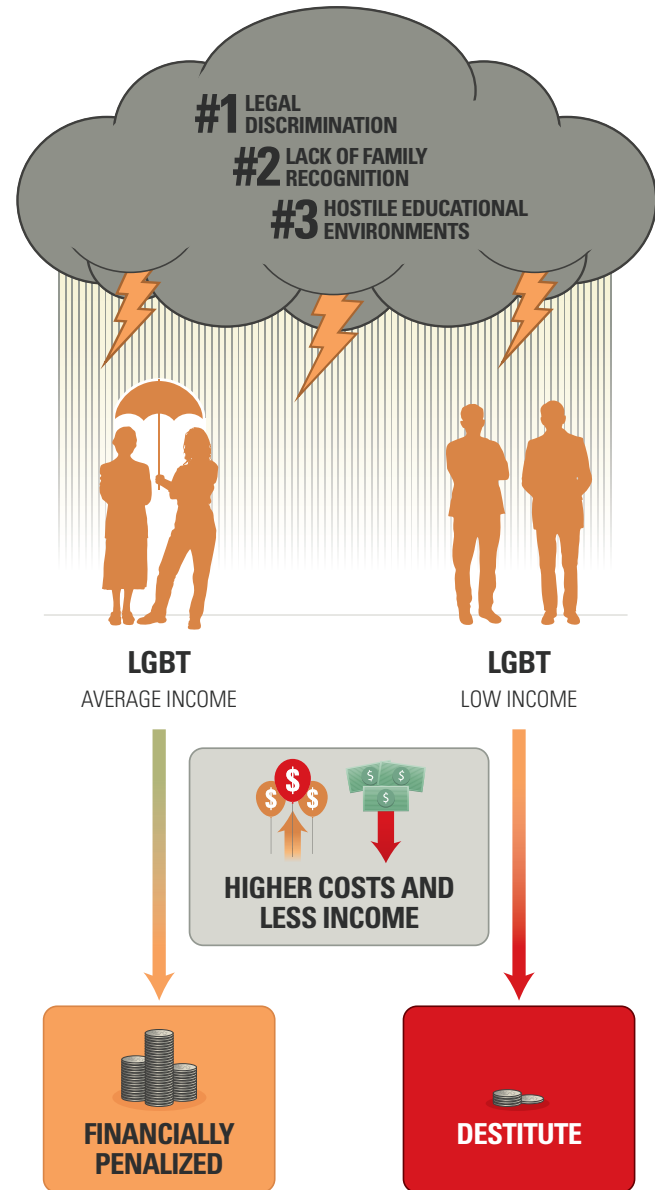 #1 LEGAL
DISCRIMINATION
#2 LACK OF FAMILY
RECOGNITION
#3 HOSTILE EDUCATIONAL
ENVIRONMENTS
LGBT
AVERAGE INCOME
LGBT
LOW INCOME
$ $ $
$ $
$
HIGHER COSTS AND
LESS INCOME
FINANCIALLY
PENALIZED
DESTITUTE